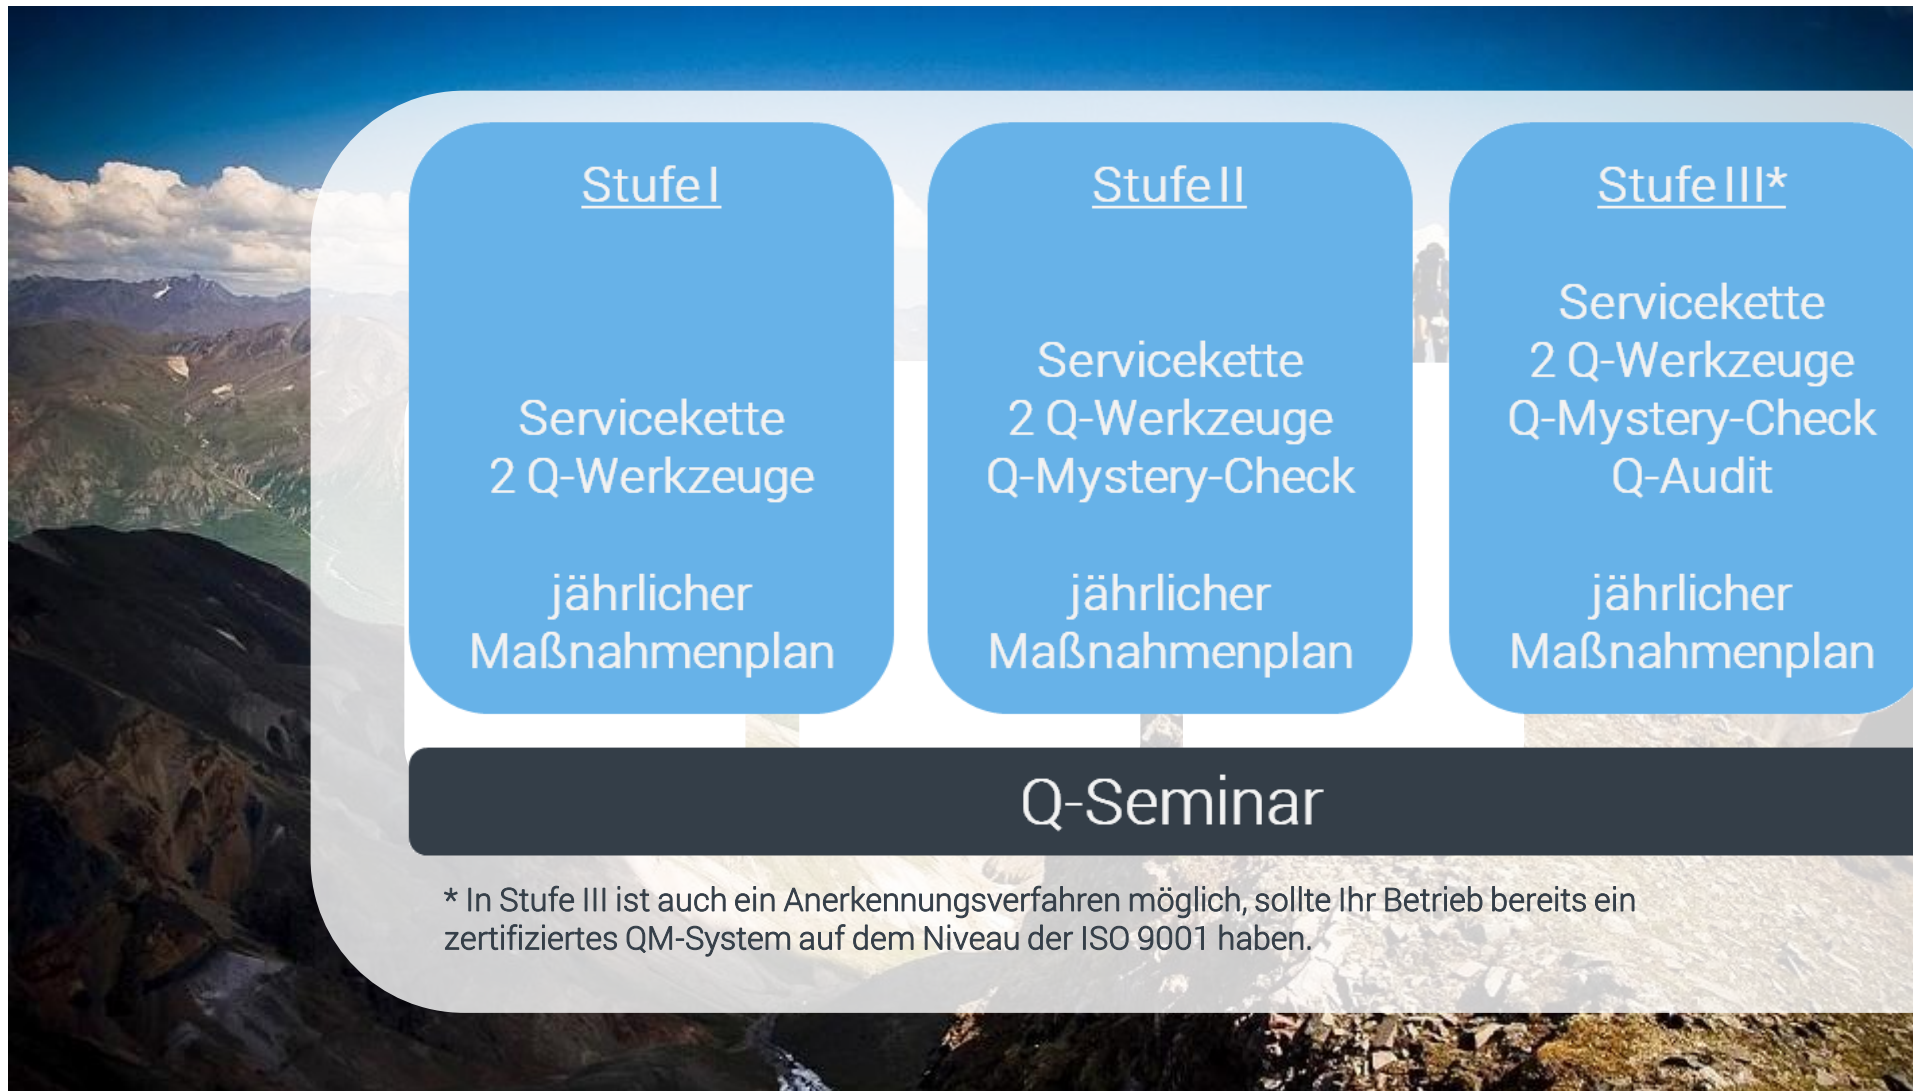 Stufe I
Servicekette
2 Q-Werkzeuge
jährlicher
Maßnahmenplan
Stufe II
Servicekette
2 Q-Werkzeuge
Q-Mystery-Check
jährlicher
Maßnahmenplan
Stufe III*
Servicekette
2 Q-Werkzeuge
Q-Mystery-Check
Q-Audit
jährlicher
Maßnahmenplan
Q-Seminar
* In Stufe III ist auch ein Anerkennungsverfahren möglich, sollte Ihr Betrieb bereits ein
zertifiziertes QM-System auf dem Niveau der ISO 9001 haben.